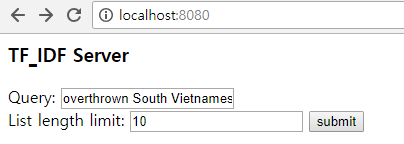 localhost:8080
TF_IDF Server
Query: overthrown South Vietnames
List length limit: 10 submit